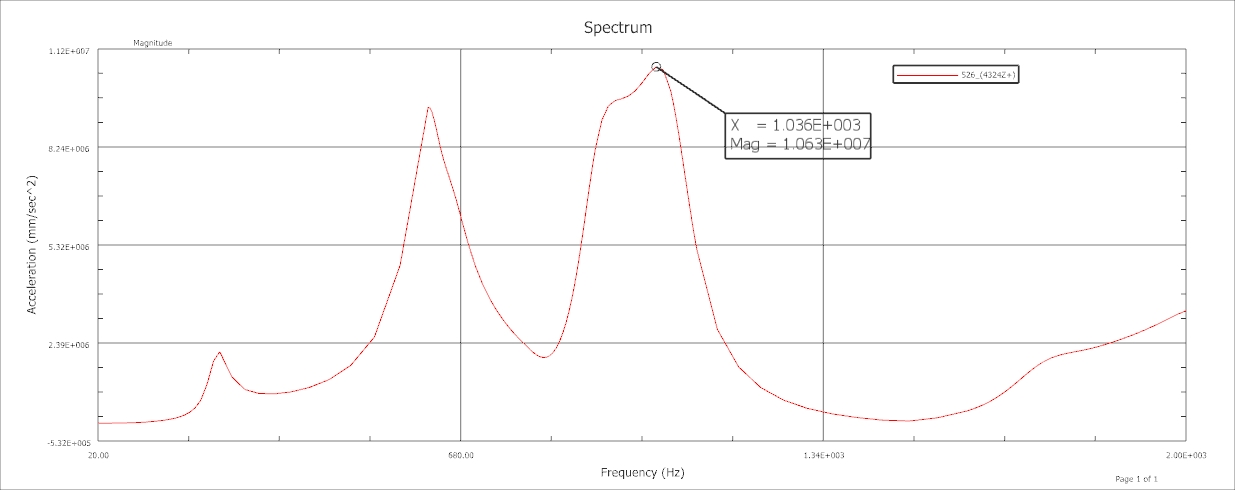 Spectrum
Magnitude
1.12E+007
526_(4324Z+)
X = 1.036E+003
Mag = 1.063E+007
8.24E+006
Acceleration (mm/sec^2)
5.32E+006
2.39E+006
-5.32E+005
20.00
680.00
1.34E+003
2.00E+003
Frequency (Hz)
Page 1 of 1